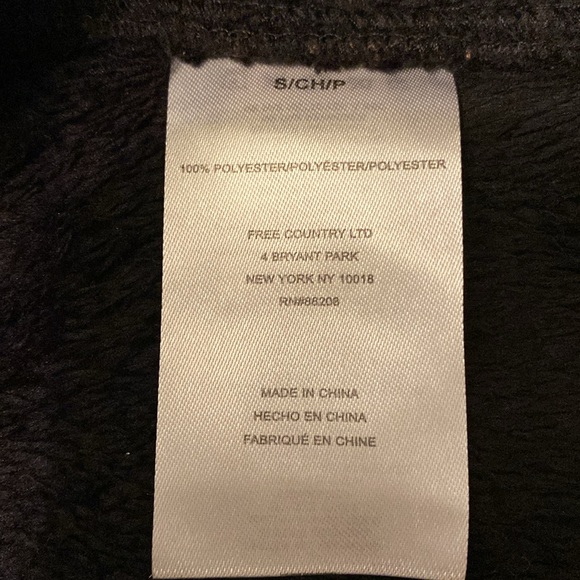 S/CH/P
100% POLYESTER/POLYÉSTER/POLYESTER
FREE COUNTRY LTD
4 BRYANT PARK
NEW YORK NY 10018
RN#86208
MADE IN CHINA
HECHO EN CHINA
FABRIQUÉ EN CHINE